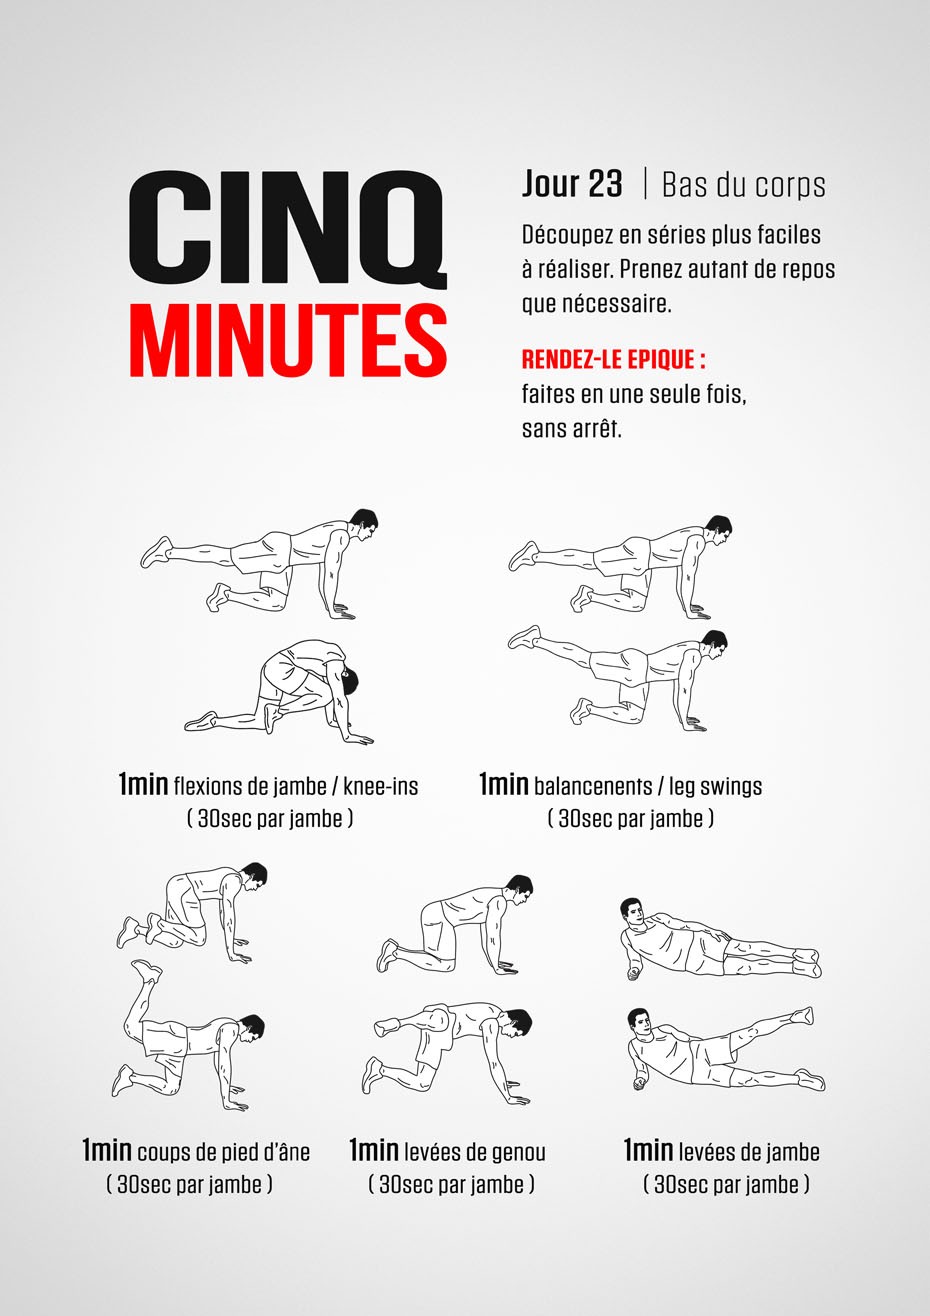 CINQ
MINUTES
Jour 23 | Bas du corps
Découpez en séries plus faciles
à réaliser. Prenez autant de repos
que nécessaire.
RENDEZ-LE EPIQUE :
faites en une seule fois,
sans arrêt.
1min flexions de jambe / knee-ins
( 30sec par jambe )
1min balancenents / leg swings
( 30sec par jambe )
1min coups de pied d’âne
( 30sec par jambe )
1min levées de genou
( 30sec par jambe )
1min levées de jambe
( 30sec par jambe )